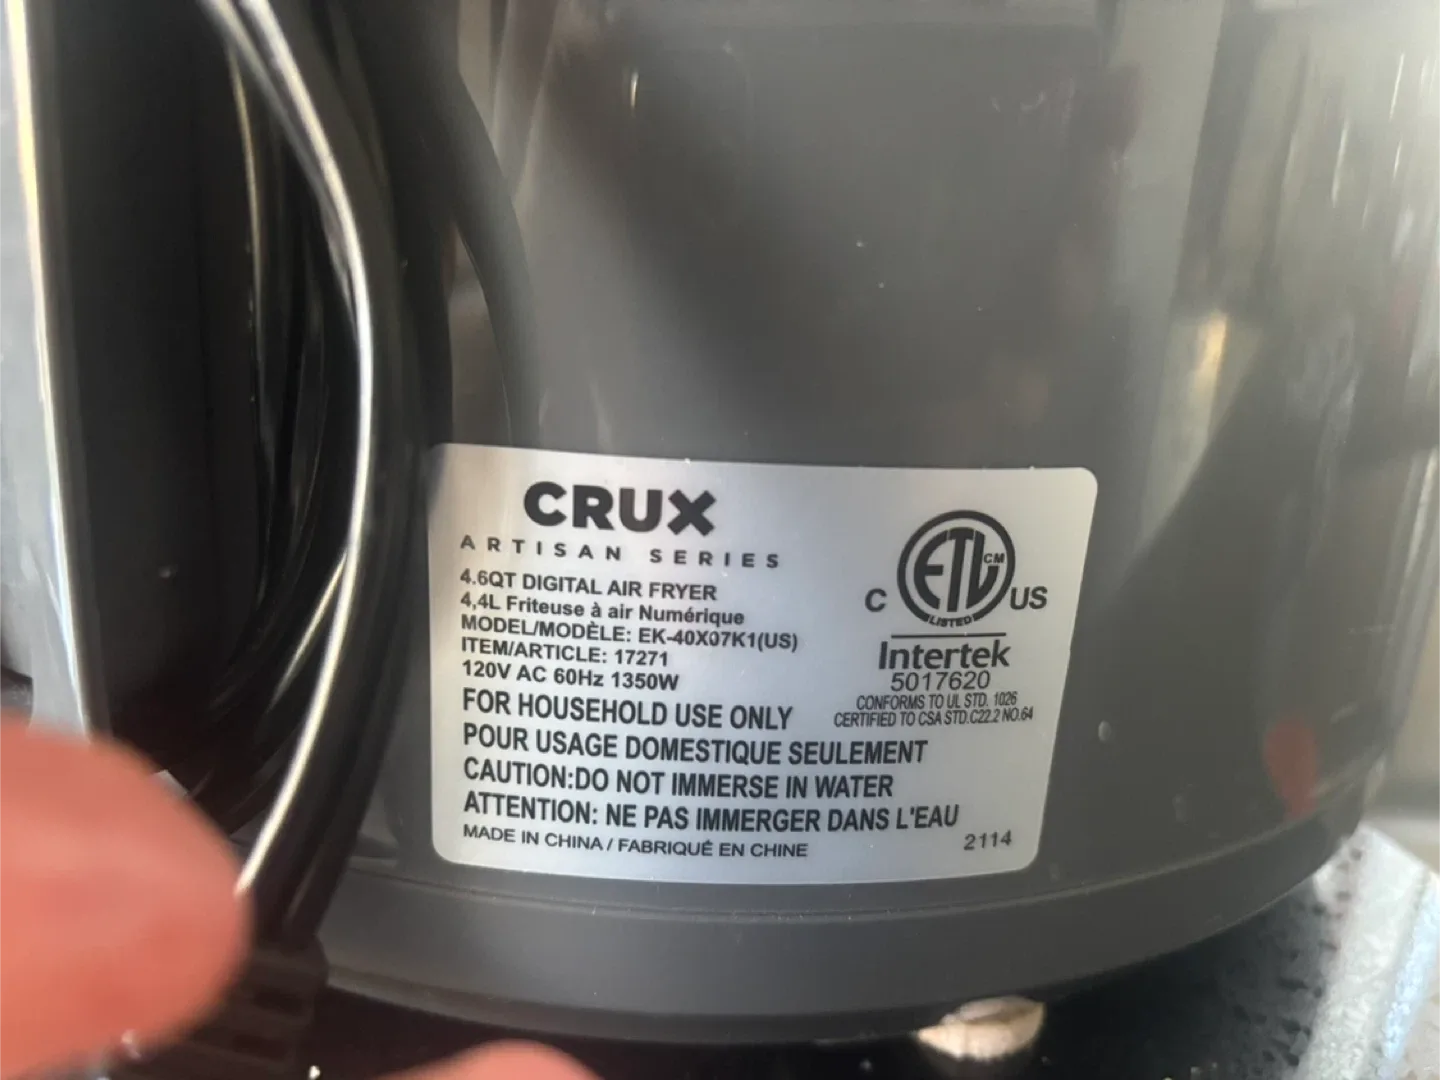 CRUX
ARTISAN SERIES
4.6QT DIGITAL AIR FRYER
4,4L Friteuse à air Numérique
MODEL/MODÈLE: EK-40X07K1(US)
ITEM/ARTICLE: 17271
120V AC 60Hz 1350W
FOR HOUSEHOLD USE ONLY
POUR USAGE DOMESTIQUE SEULEMENT
CAUTION:DO NOT IMMERSE IN WATER
ATTENTION: NE PAS IMMERGER DANS L'EAU
MADE IN CHINA / FABRIQUÉ EN CHINE
2114
C ETL CM US
LISTED
Intertek
5017620
CONFORMS TO UL STD. 1026
CERTIFIED TO CSA STD.C22.2 NO.64